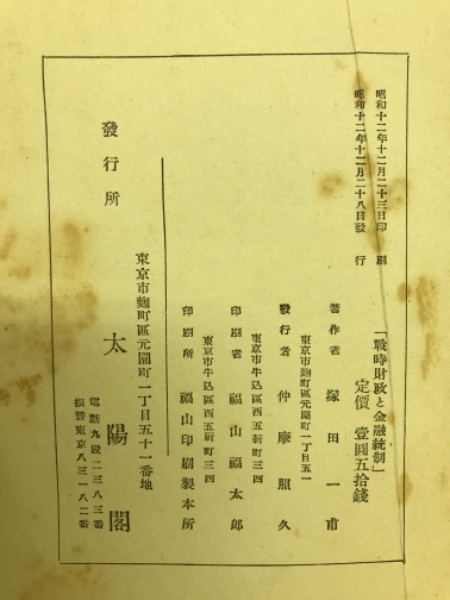 昭和十二年十二月二十三日印刷
昭和十二年十二月二十八日發行
「戰時財政と金融統制」
定價 壹圓五拾錢
著作者 塚田一甫
東京市麴町區元園町一丁目五一
發行者 仲摩照久
東京市牛込區西五軒町三四
印刷者 福山福太郎
東京市牛込區西五軒町三四
印刷所 福山印刷製本所
東京市麴町區元園町一丁目五十一番地
發行所 太陽閣
電話九段二三八三番
振替東京八三一八二番